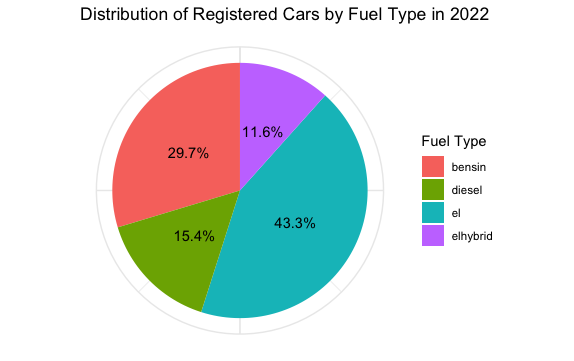 Distribution of Registered Cars by Fuel Type in 2022
11.6%
29.7%
43.3%
15.4%
Fuel Type
bensin
diesel
el
elhybrid